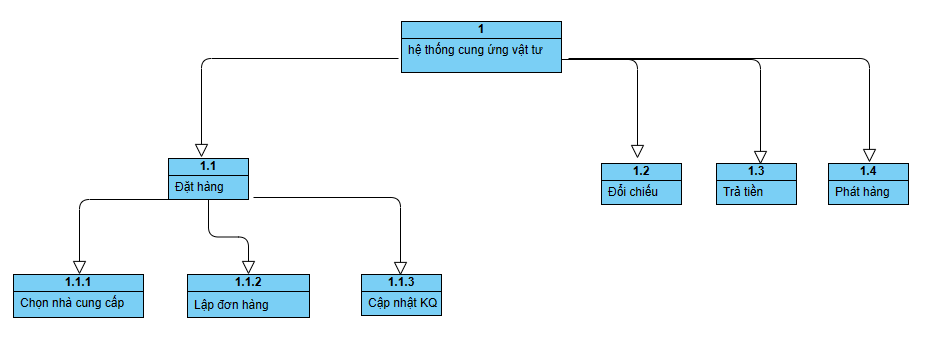 1
hệ thống cung ứng vật tư
1.1
Đặt hàng
1.2
Đối chiếu
1.3
Trả tiền
1.4
Phát hàng
1.1.1
Chọn nhà cung cấp
1.1.2
Lập đơn hàng
1.1.3
Cập nhật KQ